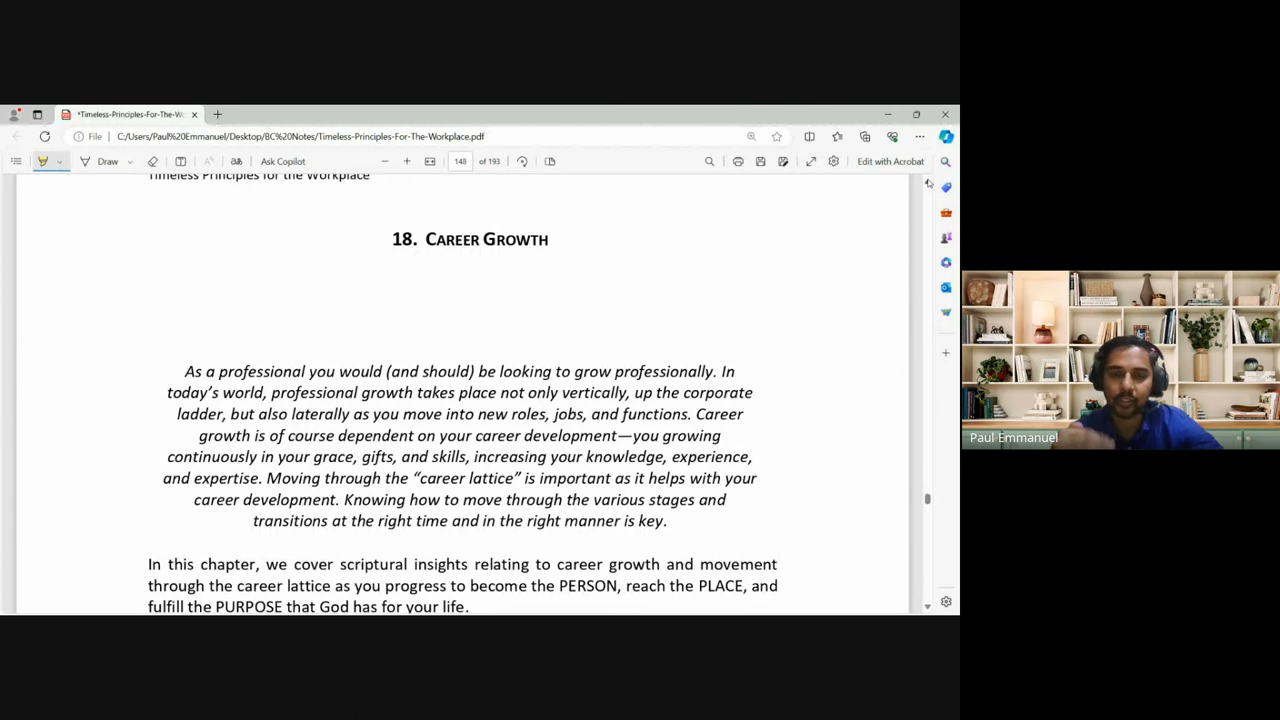 *Timeless-Principles-For-The-Wo
File
C:/Users/Paul%20Emmanuel/Desktop/BC%20Notes/Timeless-Principles-For-The-Workplace.pdf
Draw
Ask Copilot
148 of 193
Edit with Acrobat
Timeless Principles for the Workplace
18. CAREER GROWTH
As a professional you would (and should) be looking to grow professionally. In
today's world, professional growth takes place not only vertically, up the corporate
ladder, but also laterally as you move into new roles, jobs, and functions. Career
growth is of course dependent on your career development—you growing
continuously in your grace, gifts, and skills, increasing your knowledge, experience,
and expertise. Moving through the "career lattice" is important as it helps with your
career development. Knowing how to move through the various stages and
transitions at the right time and in the right manner is key.
In this chapter, we cover scriptural insights relating to career growth and movement
through the career lattice as you progress to become the PERSON, reach the PLACE, and
fulfill the PURPOSE that God has for your life.
Paul Emmanuel